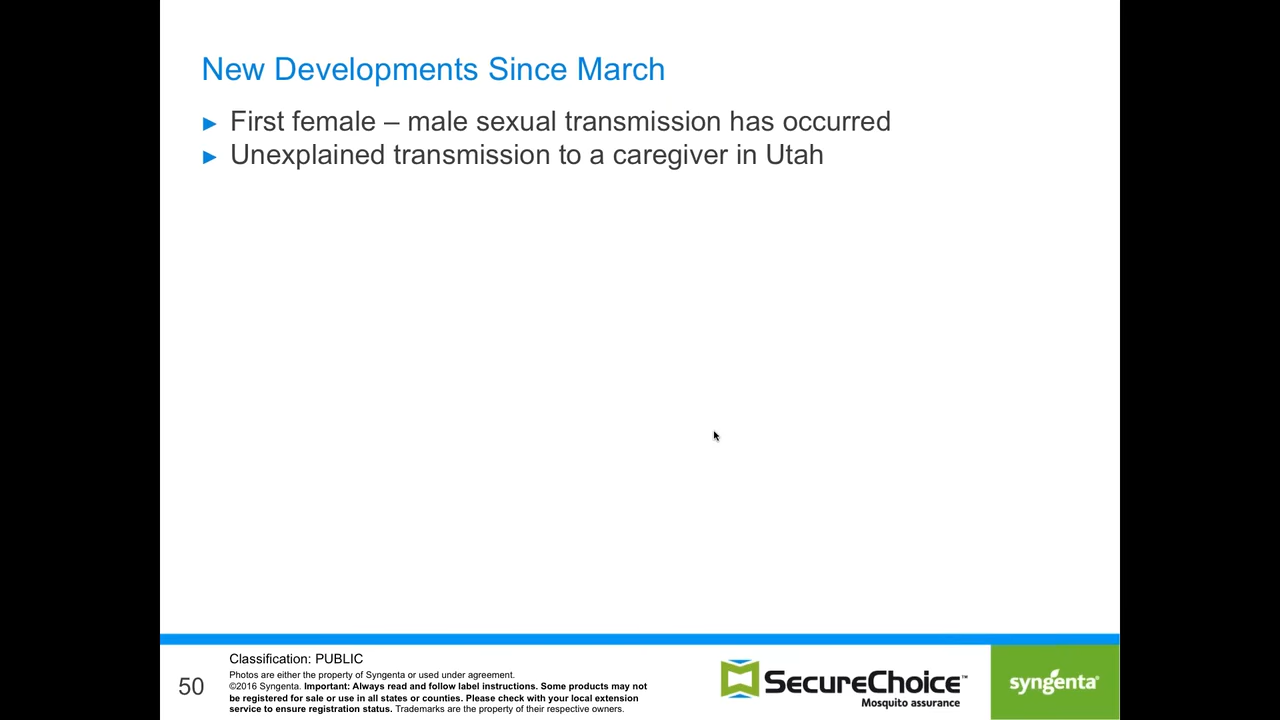 New Developments Since March
► First female – male sexual transmission has occurred
► Unexplained transmission to a caregiver in Utah
50
Classification: PUBLIC
Photos are either the property of Syngenta or used under agreement.
©2016 Syngenta. Important: Always read and follow label instructions. Some products may not
be registered for sale or use in all states or counties. Please check with your local extension
service to ensure registration status. Trademarks are the property of their respective owners.
SecureChoice™
Mosquito assurance
syngenta®